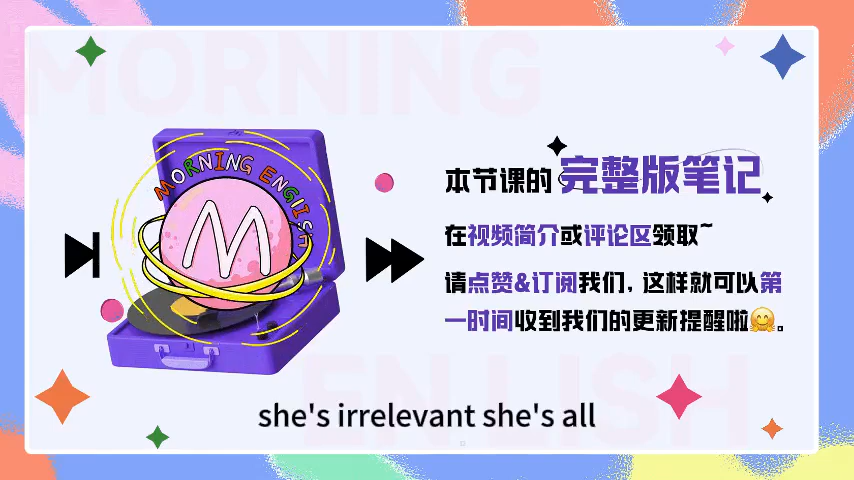 MORNING
MORNING ENGLISH
M
本节课的 完整版笔记
在视频简介或评论区领取~
请点赞&订阅我们，这样就可以第
一时间收到我们的更新提醒啦🤗。
she's irrelevant she's all